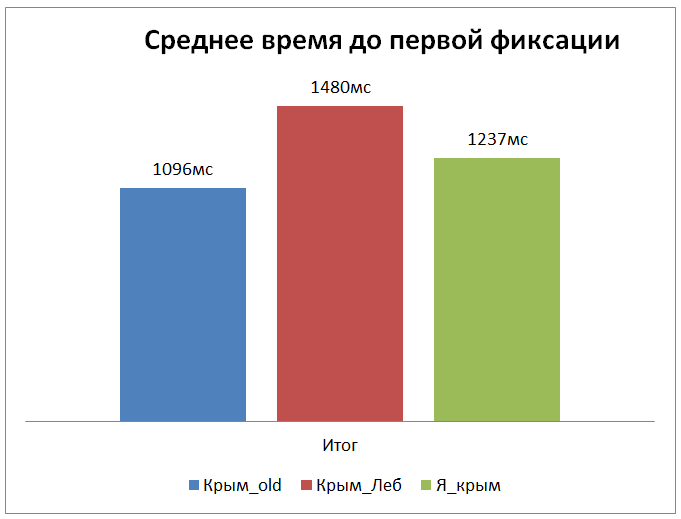 Среднее время до первой фиксации
1480мс
1237мс
1096мс
Итог
Крым_old Крым_Леб Я_крым